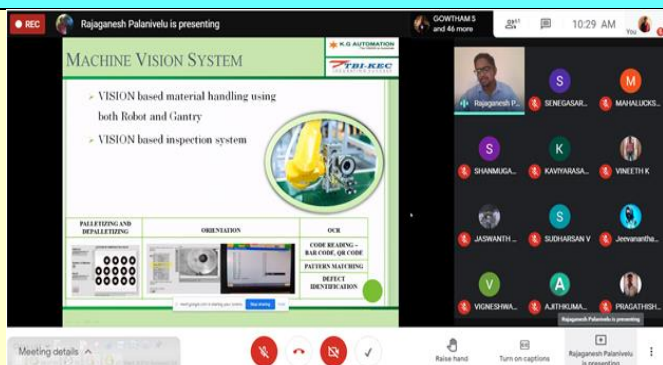 REC
Rajaganesh Palanivelu is presenting
GOWTHAM S
and 46 more
10:29 AM
You
MACHINE VISION SYSTEM
K.G AUTOMATION
TBI-KEC
➢ VISION based material handling using
both Robot and Gantry
➢ VISION based inspection system
PALLETIZING AND
DEPALLETIZING
ORIENTATION
OCR
CODE READING –
BAR CODE, QR CODE
PATTERN MATCHING
DEFECT
IDENTIFICATION
Stop sharing
Rajaganesh P...
S
SENEGASAR...
M
MAHALUCKS...
S
SHANMUGA...
K
KAVIYARASA...
VINEETH K
JASWANTH ...
S
SUDHARSAN V
Jeevanantha...
V
VIGNESHWA...
A
AJITHKUMA...
PRAGATHISH...
Rajaganesh Palanivelu is presenting
Meeting details
Raise hand
Turn on captions
Rajaganesh Palanivelu
is presenting